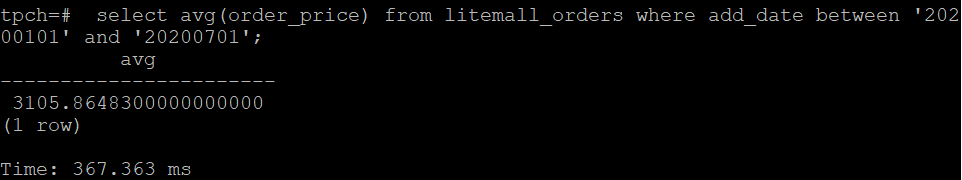 tpch=#  select avg(order_price) from litemall_orders where add_date between '202
00101' and '20200701';
          avg
-----------------------
 3105.8648300000000000
(1 row)
Time: 367.363 ms